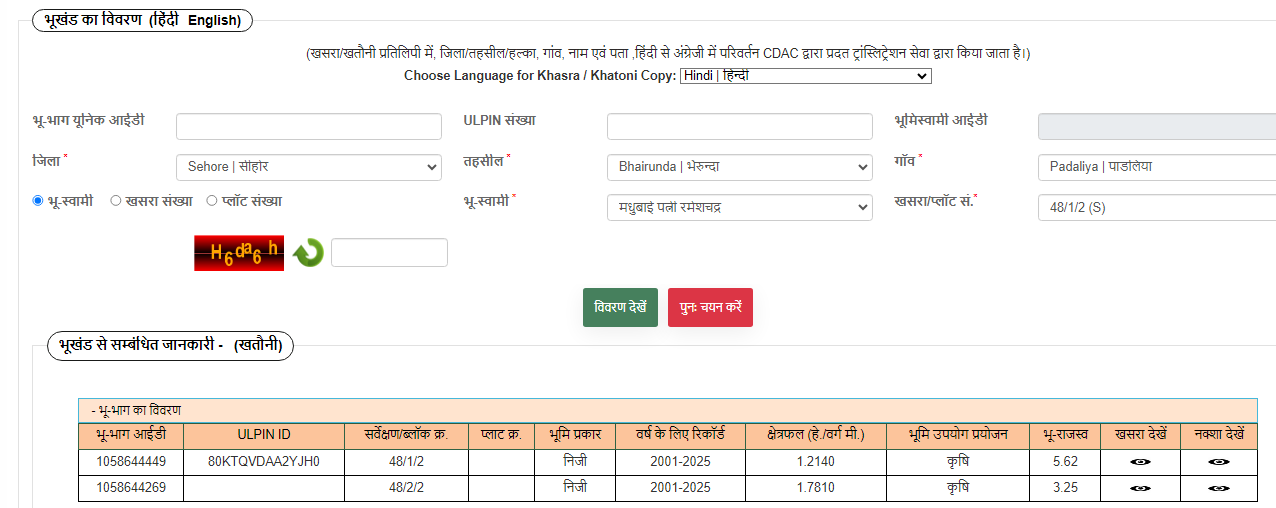 भूखंड का विवरण (हिंदी English)
(खसरा/खतौनी प्रतिलिपी में, जिला/तहसील/हल्का, गांव, नाम एवं पता ,हिंदी से अंग्रेजी में परिवर्तन CDAC द्वारा प्रदत ट्रांस्लिट्रेशन सेवा द्वारा किया जाता है।)
Choose Language for Khasra / Khatoni Copy: Hindi | हिन्दी
भू-भाग यूनिक आईडी ULPIN संख्या भूमिस्वामी आईडी
जिला * Sehore | सीहोर तहसील * Bhairunda | भेरुन्दा गाँव * Padaliya | पाडलिया
भू-स्वामी खसरा संख्या प्लॉट संख्या भू-स्वामी * मधुबाई पत्नी रमेशचद्र खसरा/प्लॉट सं.* 48/1/2 (S)
H6da6h
विवरण देखें पुनः चयन करें
भूखंड से सम्बंधित जानकारी - (खतौनी)
- भू-भाग का विवरण
भू-भाग आईडी ULPIN ID सर्वेक्षण/ब्लॉक क्र. प्लाट क्र. भूमि प्रकार वर्ष के लिए रिकॉर्ड क्षेत्रफल (हे./वर्ग मी.) भूमि उपयोग प्रयोजन भू-राजस्व खसरा देखें नक्शा देखें
1058644449 80KTQVDAA2YJH0 48/1/2 निजी 2001-2025 1.2140 कृषि 5.62
1058644269 48/2/2 निजी 2001-2025 1.7810 कृषि 3.25